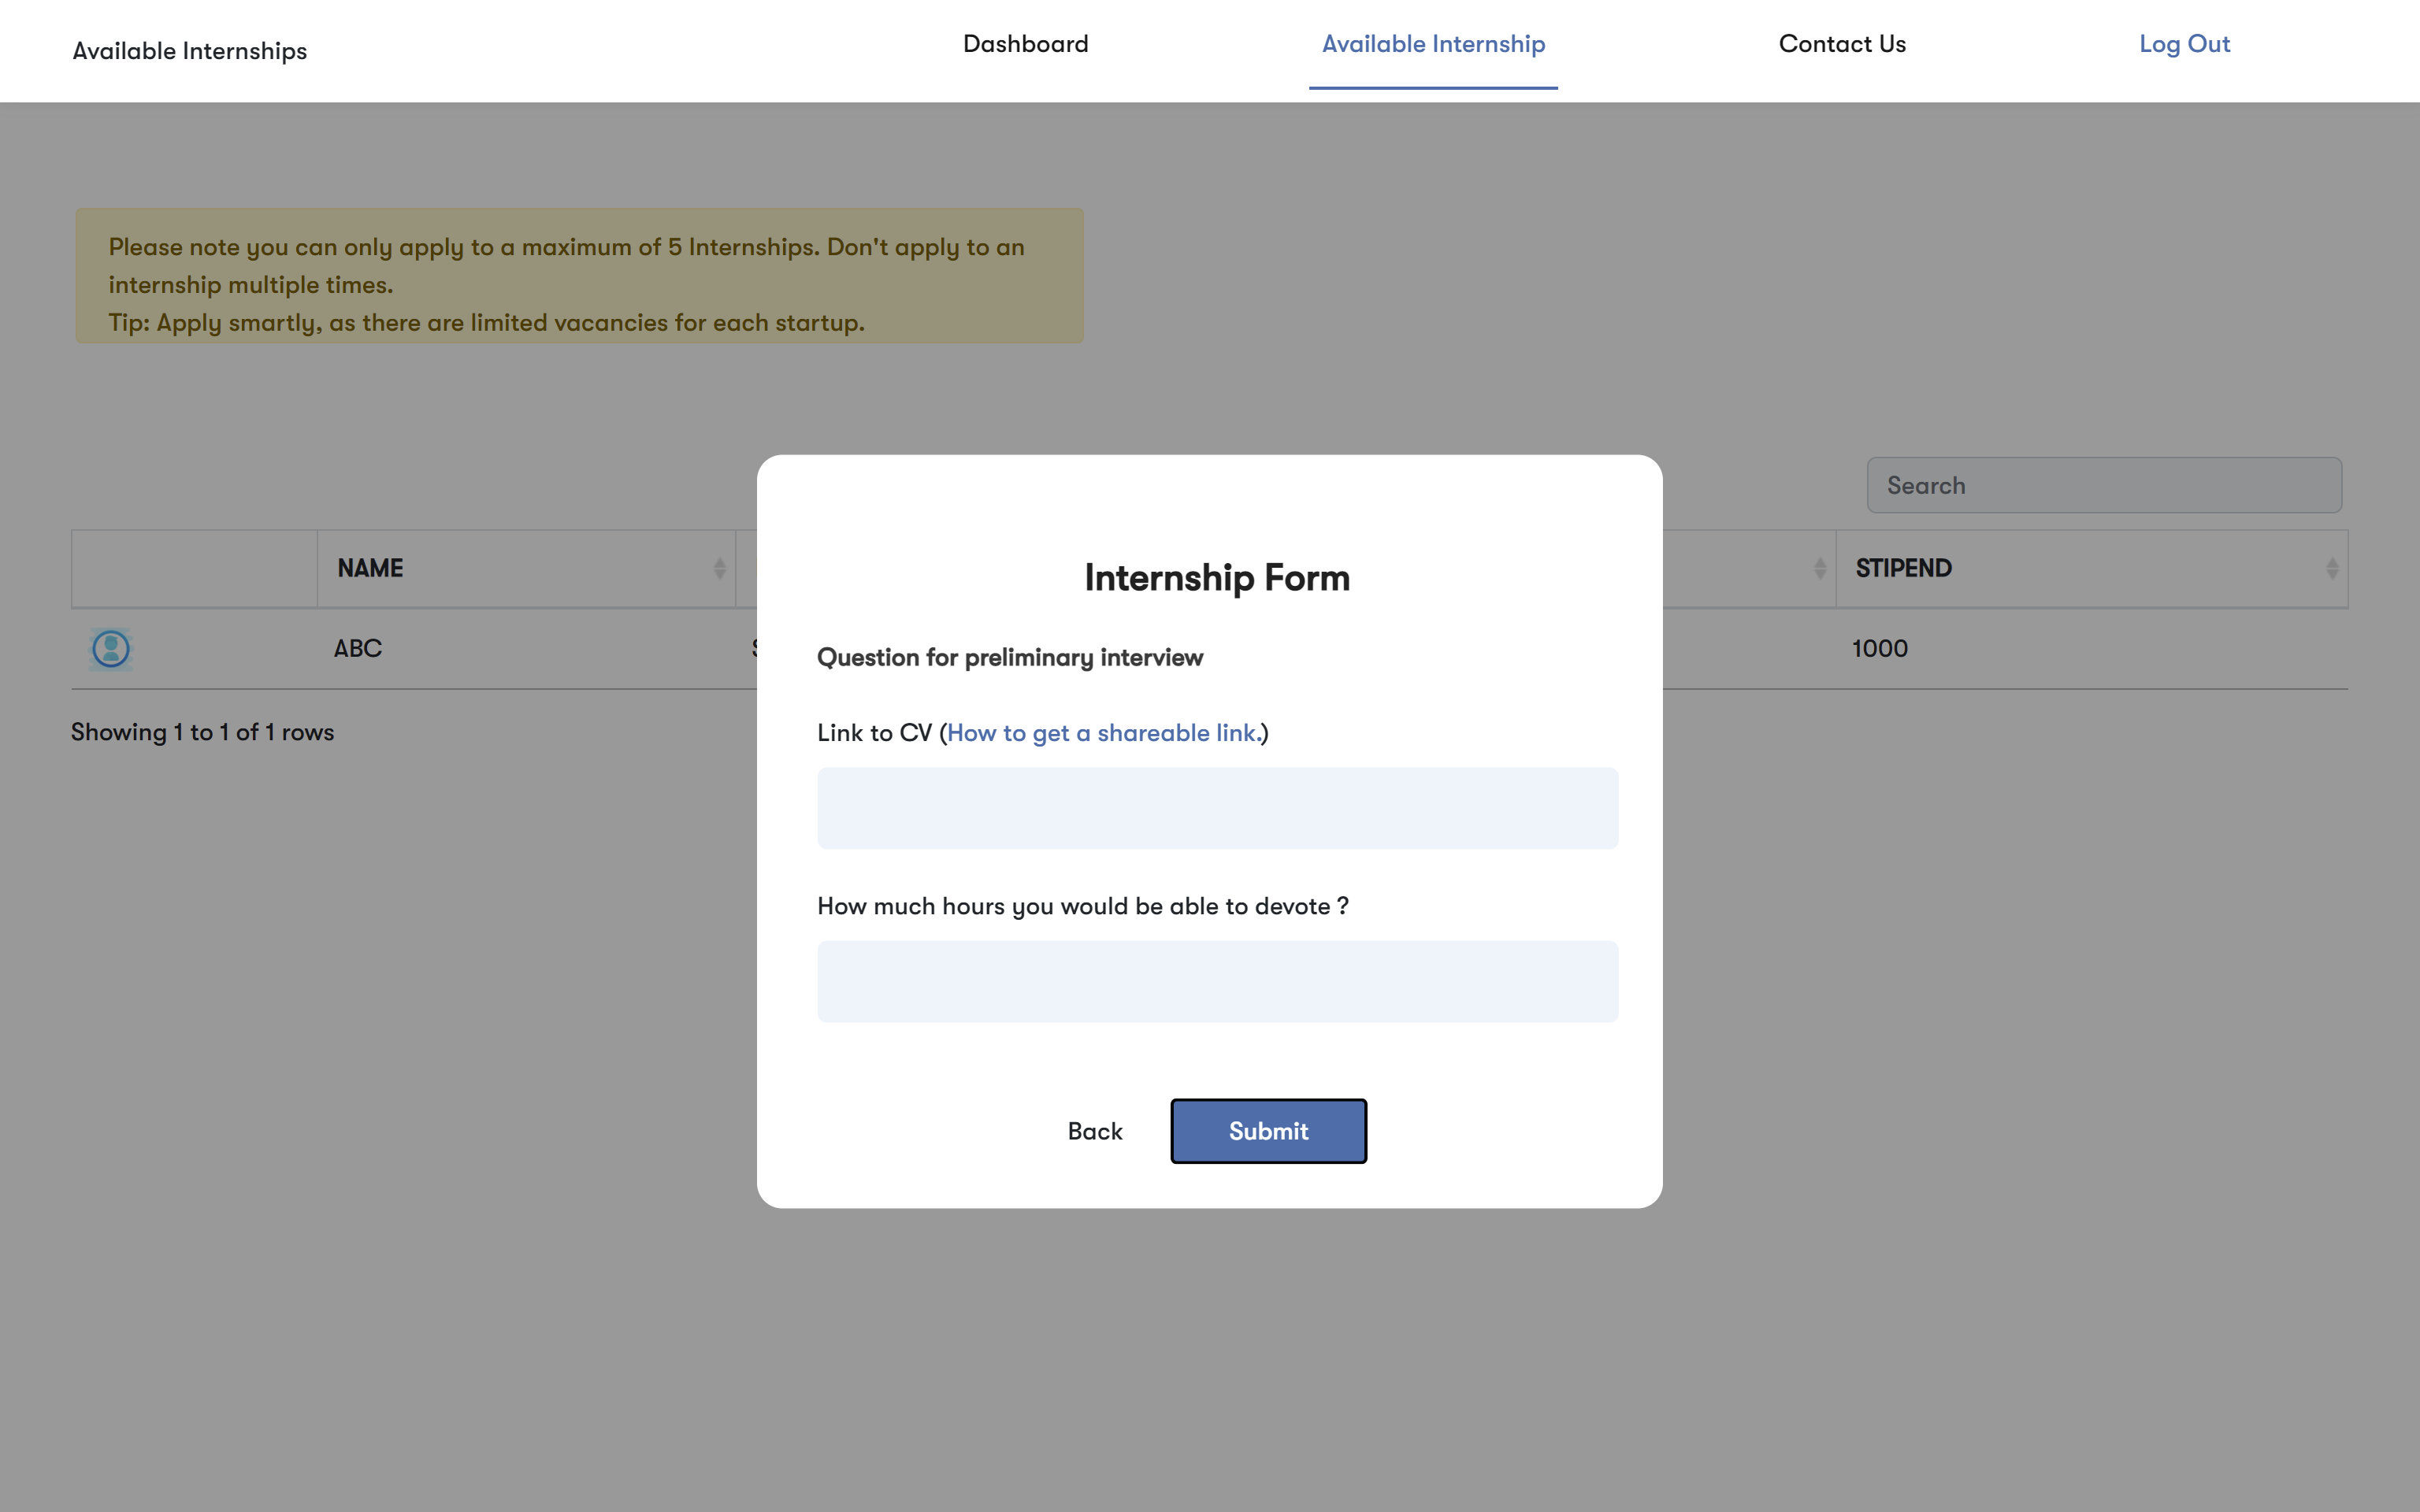 Available Internships
Dashboard
Available Internship
Contact Us
Log Out
Please note you can only apply to a maximum of 5 Internships. Don't apply to an
internship multiple times.
Tip: Apply smartly, as there are limited vacancies for each startup.
Search
NAME
STIPEND
ABC
1000
Showing 1 to 1 of 1 rows
Internship Form
Question for preliminary interview
Link to CV (How to get a shareable link.)
How much hours you would be able to devote ?
Back
Submit